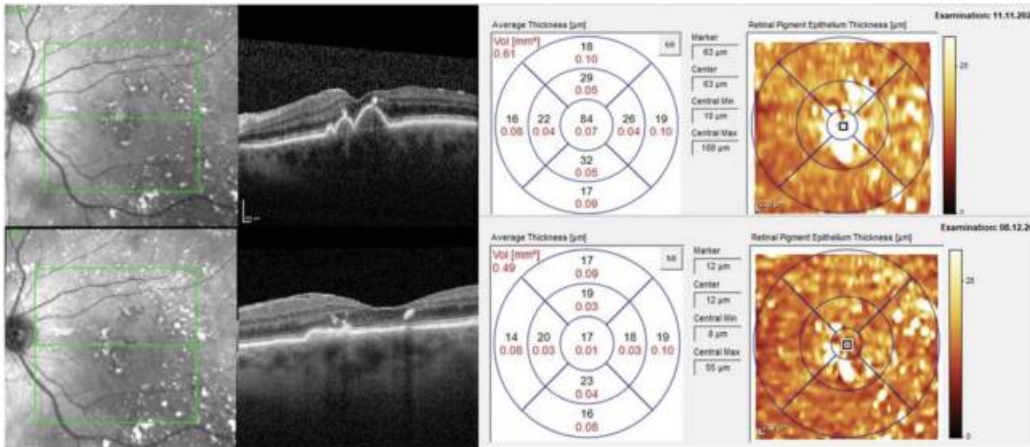 Examination: 11.11.202
Average Thickness [µm]
Retinal Pigment Epithelium Thickness [µm]
Vol [mm³]
0.61
18
0.10
29
0.05
16
0.08
22
0.04
84
0.07
26
0.04
19
0.10
32
0.05
17
0.09
Marker
63 µm
Center
63 µm
Central Min
10 µm
Central Max
188 µm
0
Examination: 08.12.20
Average Thickness [µm]
Retinal Pigment Epithelium Thickness [µm]
Vol [mm³]
0.49
17
0.09
19
0.03
14
0.08
20
0.03
17
0.01
18
0.03
19
0.10
23
0.04
16
0.08
Marker
12 µm
Center
12 µm
Central Min
8 µm
Central Max
55 µm
0